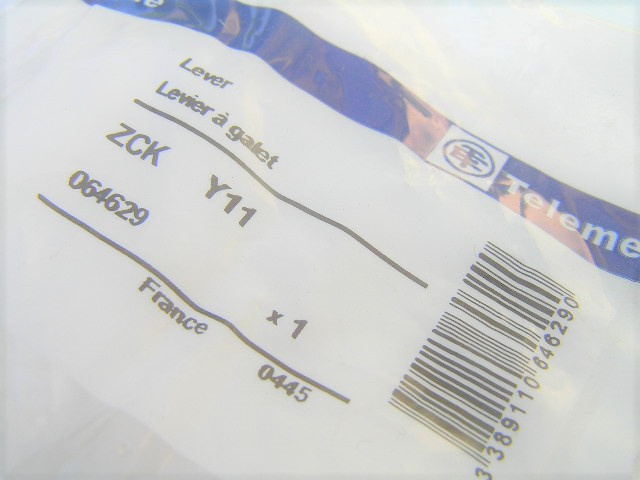 Teleme
Lever
Levier à galet
ZCK Y11
064629
x 1
France
0445
3 389110 646290